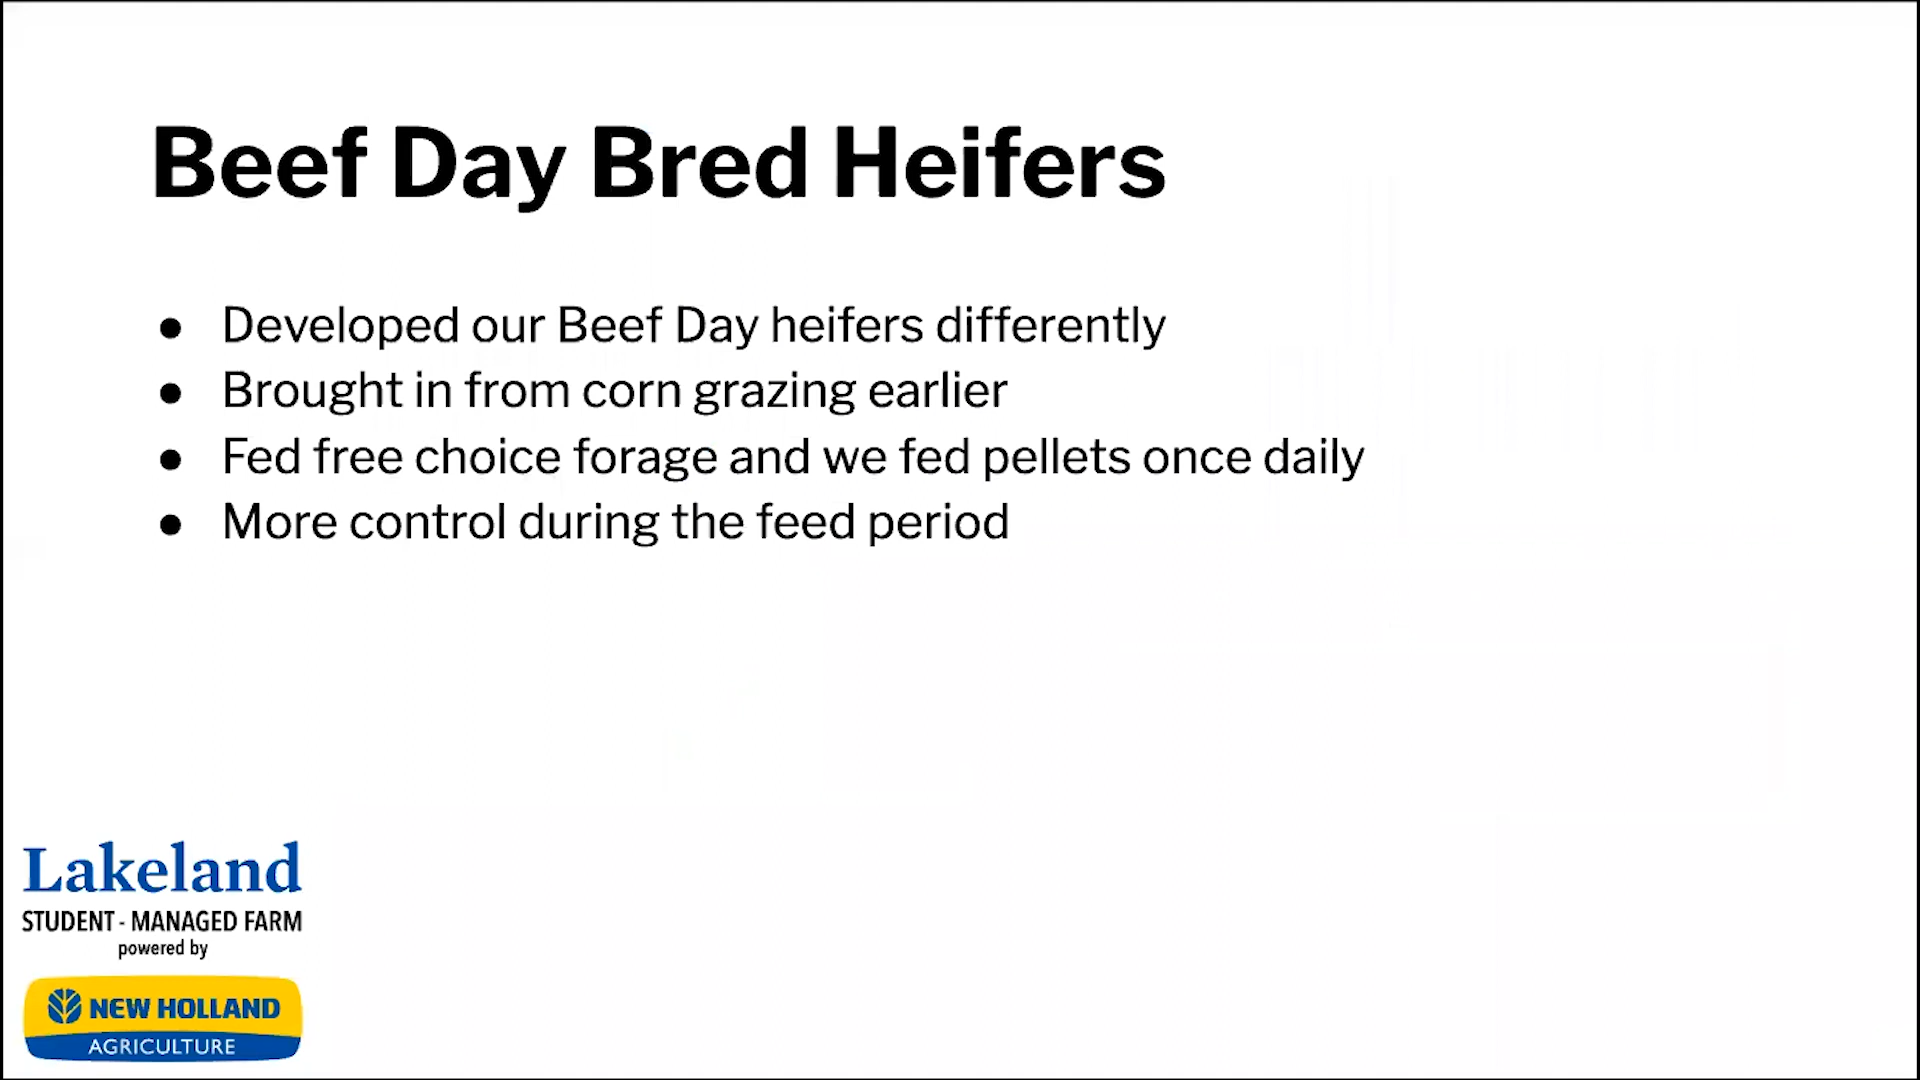 Beef Day Bred Heifers
● Developed our Beef Day heifers differently
● Brought in from corn grazing earlier
● Fed free choice forage and we fed pellets once daily
● More control during the feed period
Lakeland
STUDENT - MANAGED FARM
powered by
NEW HOLLAND
AGRICULTURE